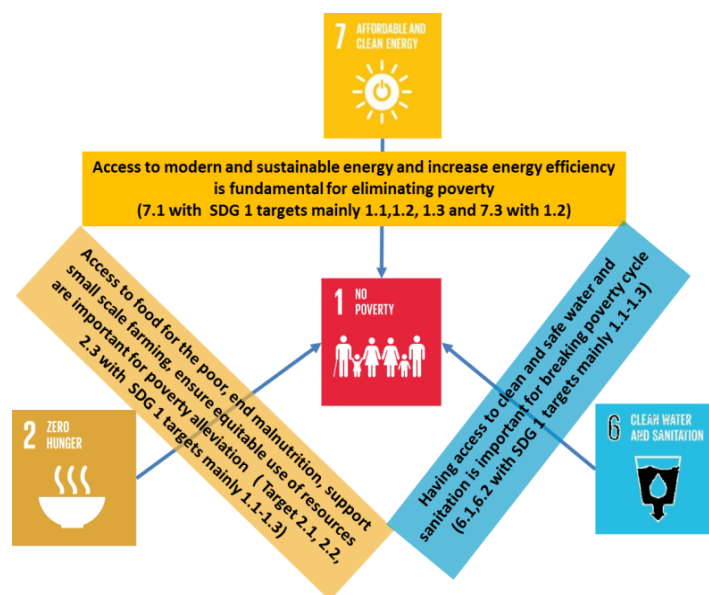 7 AFFORDABLE AND
CLEAN ENERGY
Access to modern and sustainable energy and increase energy efficiency
is fundamental for eliminating poverty
(7.1 with SDG 1 targets mainly 1.1,1.2, 1.3 and 7.3 with 1.2)
Access to food for the poor, end malnutrition, support
small scale farming, ensure equitable use of resources
are important for poverty alleviation ( Target 2.1, 2.2,
2.3 with SDG 1 targets mainly 1.1-1.3)
1 NO
POVERTY
Having access to clean and safe water and
sanitation is important for breaking poverty cycle
(6.1,6.2 with SDG 1 targets mainly 1.1-1.3)
2 ZERO
HUNGER
6 CLEAN WATER
AND SANITATION